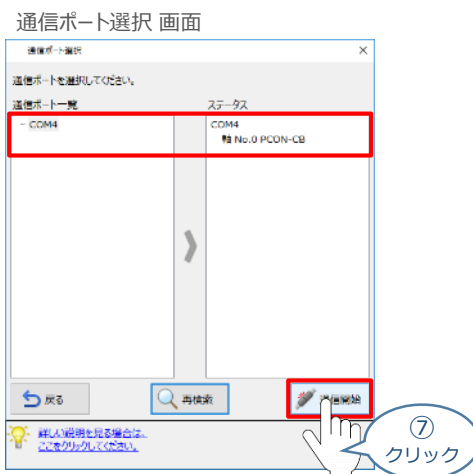 通信ポート選択 画面
通信ポート選択
×
通信ポートを選択してください。
通信ポート一覧
ステータス
- COM4
COM4
軸 No.0 PCON-CB
戻る
再検索
通信開始
詳しい説明を見る場合は、
ここをクリックしてください。
⑦
クリック